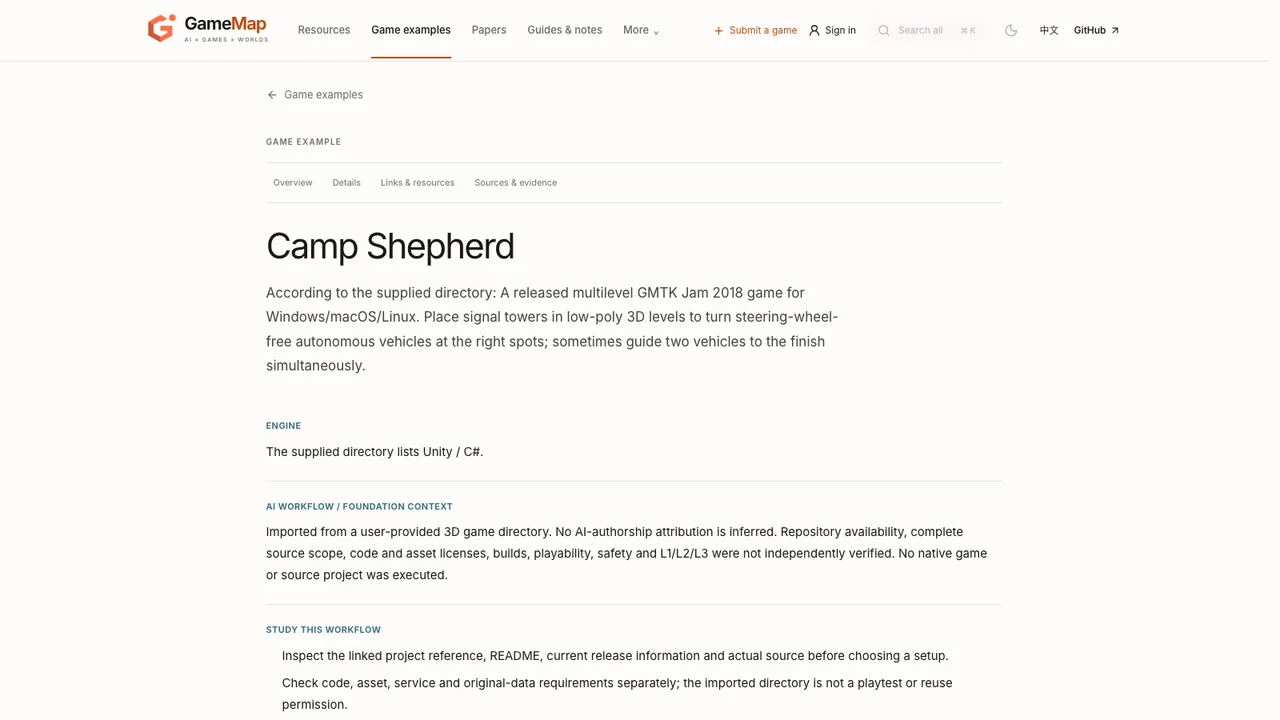 GameMap
AI × GAMES × WORLDS
Resources
Game examples
Papers
Guides & notes
More
+ Submit a game
Sign in
Search all
⌘ K
中文
GitHub ↗
← Game examples
GAME EXAMPLE
Overview
Details
Links & resources
Sources & evidence
Camp Shepherd
According to the supplied directory: A released multilevel GMTK Jam 2018 game for
Windows/macOS/Linux. Place signal towers in low-poly 3D levels to turn steering-wheel-
free autonomous vehicles at the right spots; sometimes guide two vehicles to the finish
simultaneously.
ENGINE
The supplied directory lists Unity / C#.
AI WORKFLOW / FOUNDATION CONTEXT
Imported from a user-provided 3D game directory. No AI-authorship attribution is inferred. Repository availability, complete
source scope, code and asset licenses, builds, playability, safety and L1/L2/L3 were not independently verified. No native game
or source project was executed.
STUDY THIS WORKFLOW
Inspect the linked project reference, README, current release information and actual source before choosing a setup.
Check code, asset, service and original-data requirements separately; the imported directory is not a playtest or reuse
permission.